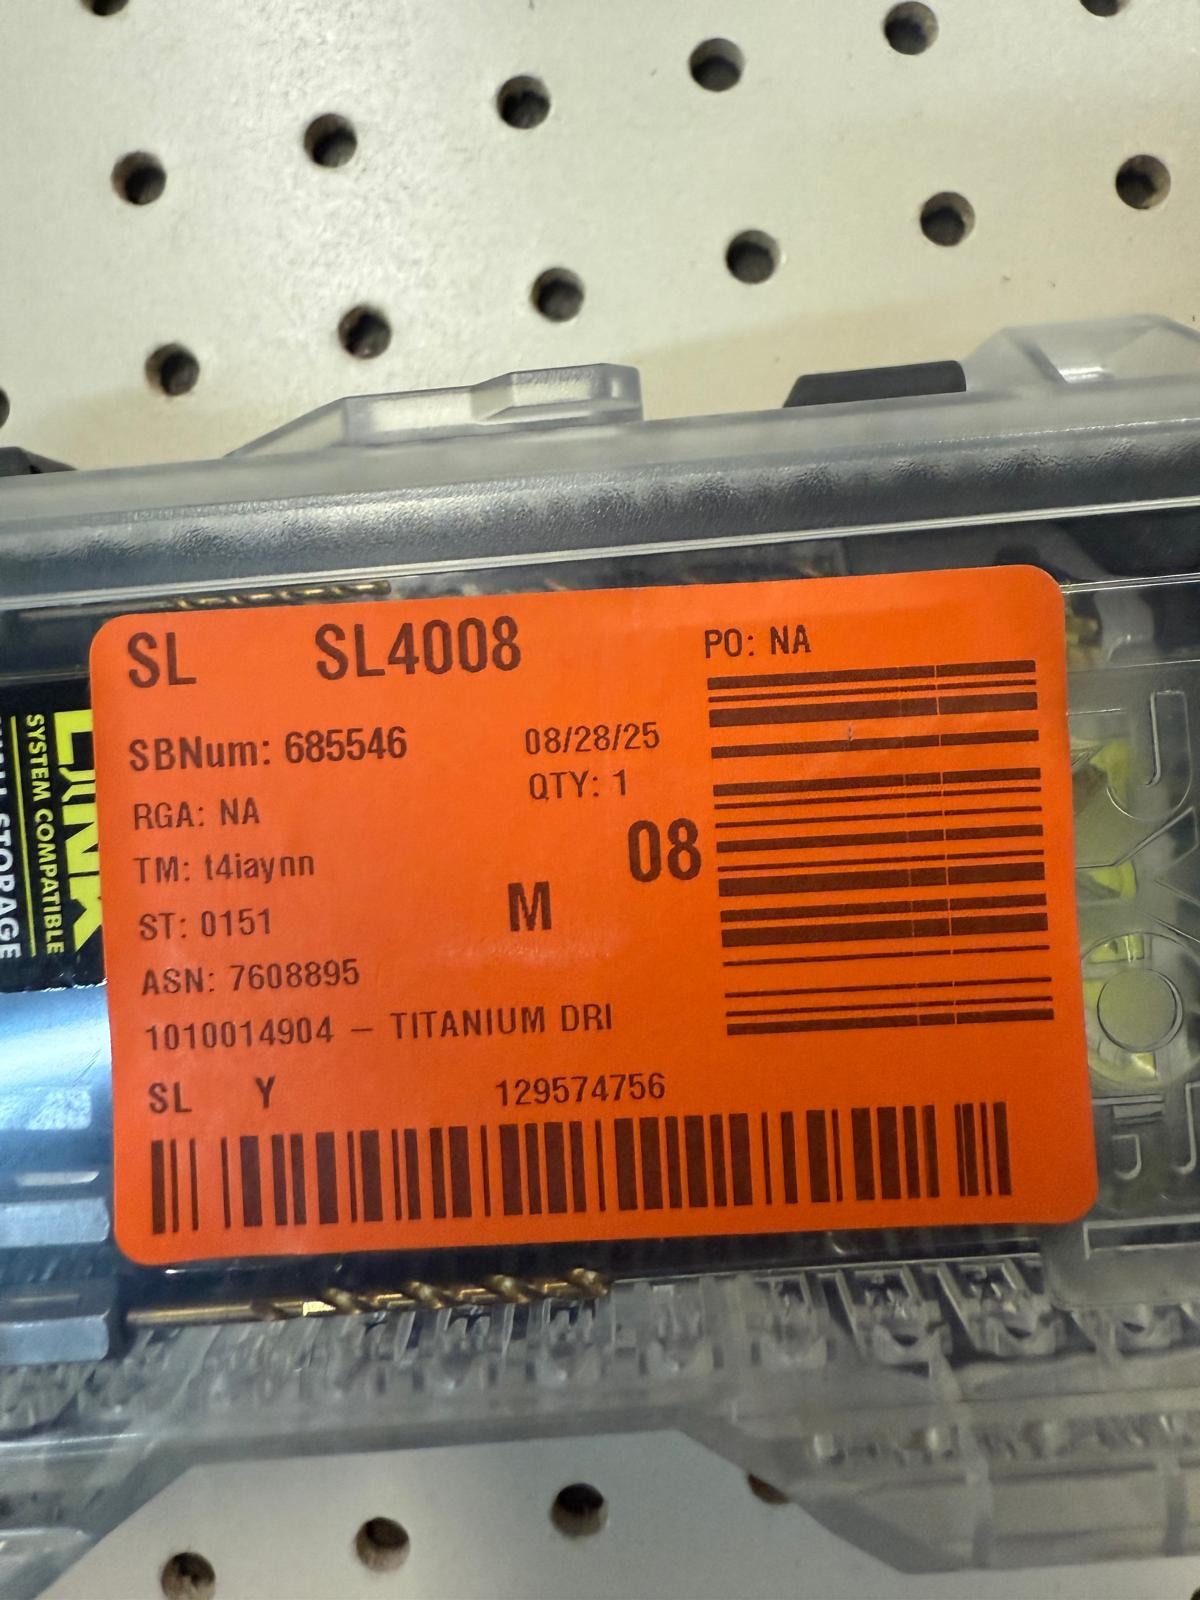 SL SL4008 PO: NA
SBNum: 685546 08/28/25
RGA: NA QTY: 1
TM: t4iaynn 08
ST: 0151 M
ASN: 7608895
1010014904 - TITANIUM DRI
SL Y 129574756
LINK
SYSTEM COMPATIBLE
STORAGE